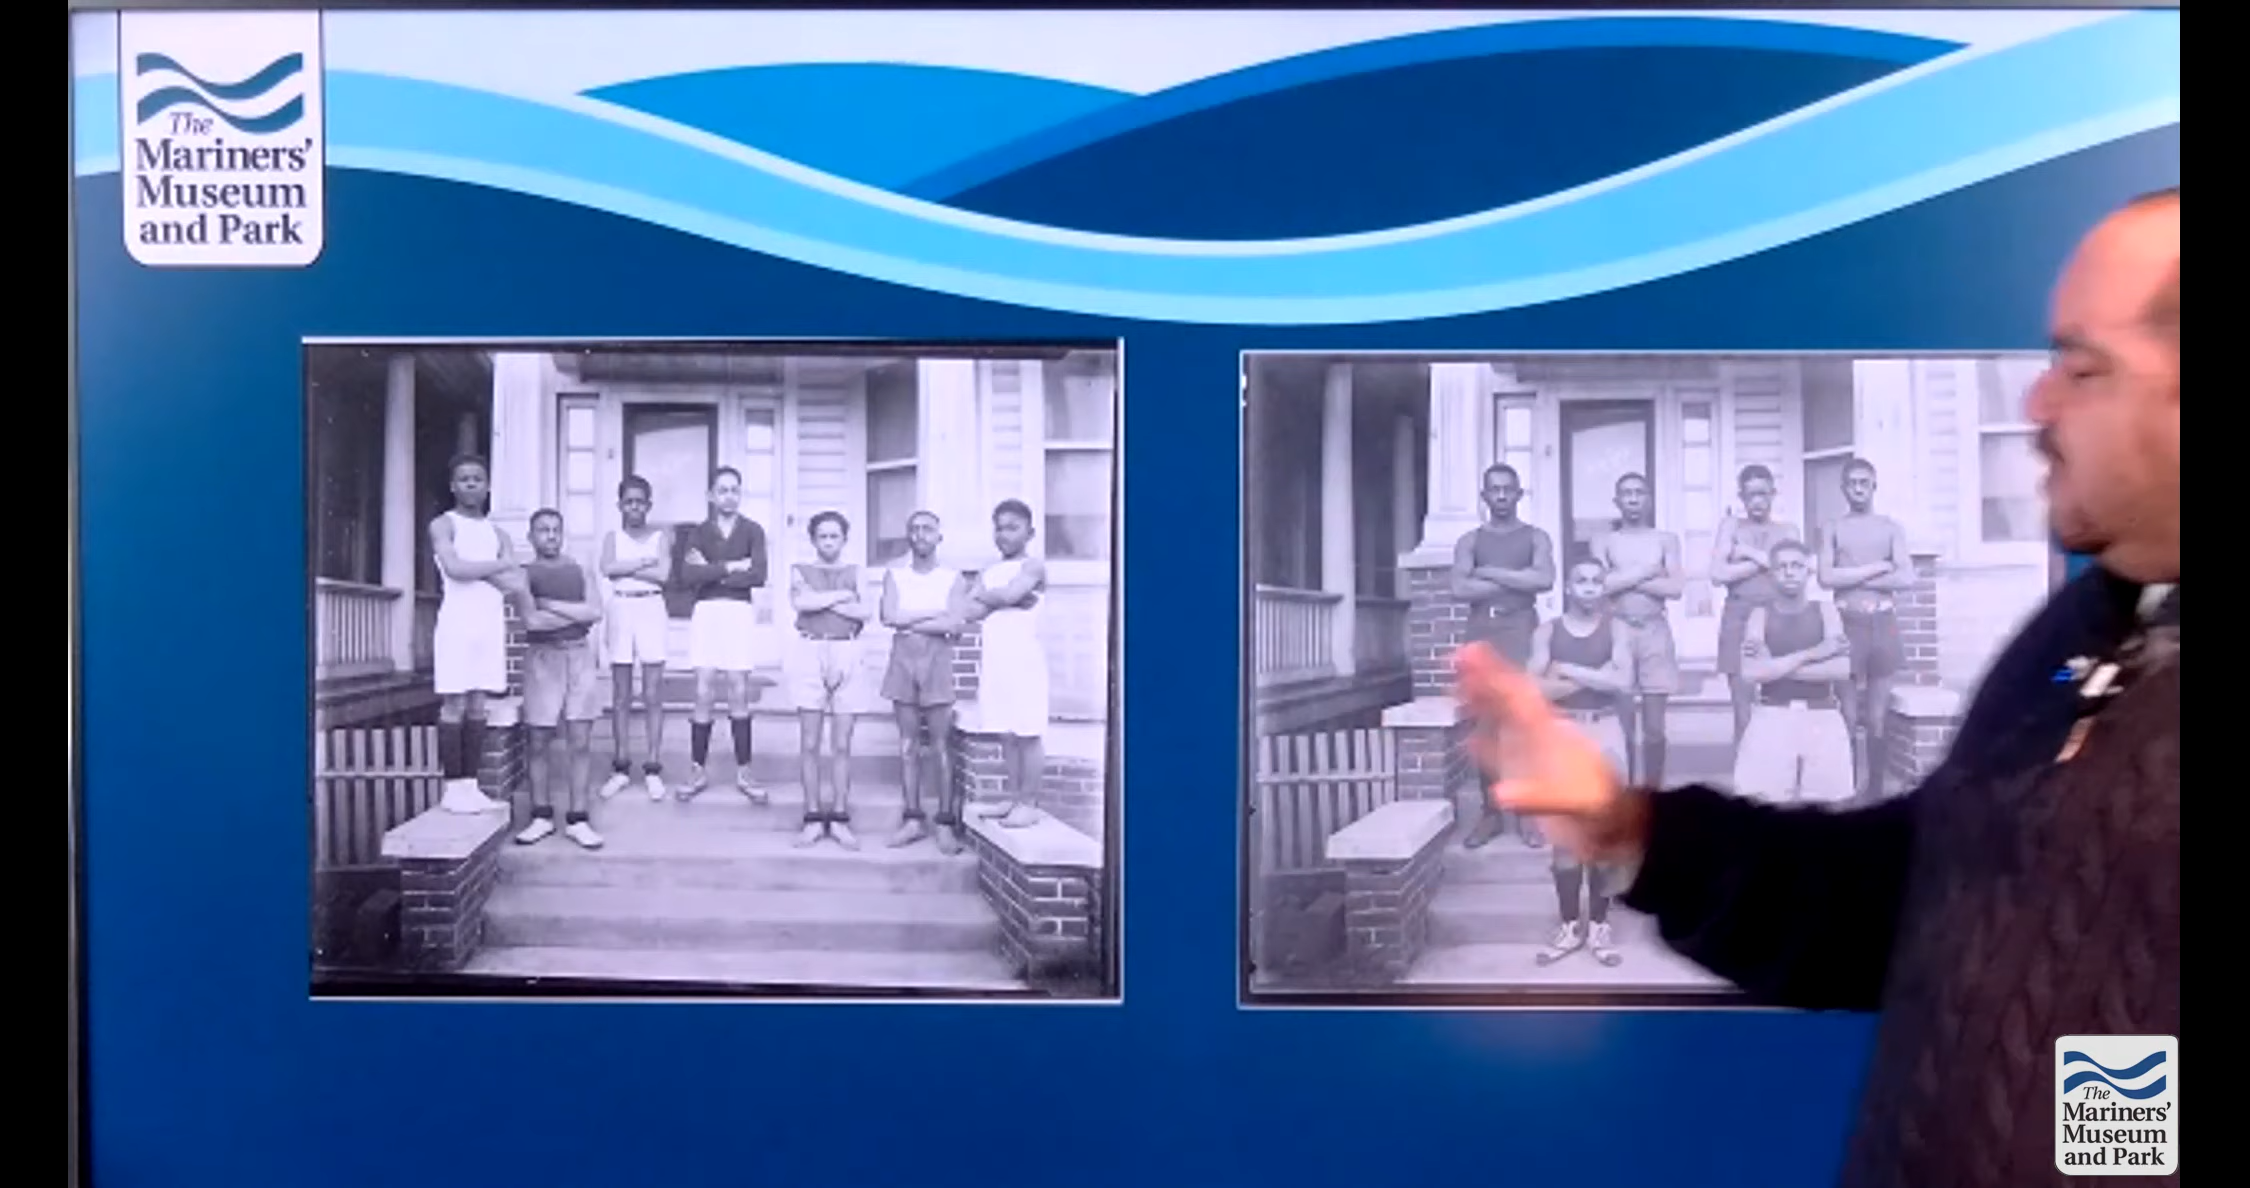 The
Mariners'
Museum
and Park
The
Mariners'
Museum
and Park